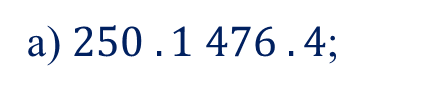 a) 250 . 1 476 . 4;